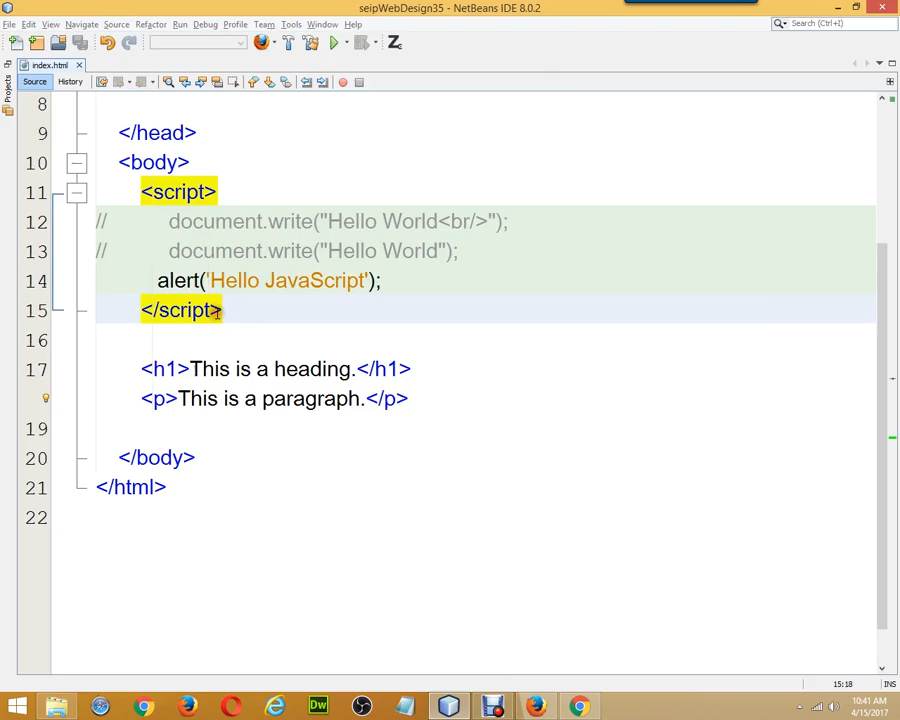 seipWebDesign35 - NetBeans IDE 8.0.2
File Edit View Navigate Source Refactor Run Debug Profile Team Tools Window Help
Search (Ctrl+I)
index.html
Source History
Projects
8
9 </head>
10 <body>
11 <script>
12 // document.write("Hello World<br/>");
13 // document.write("Hello World");
14 alert('Hello JavaScript');
15 </script>
16
17 <h1>This is a heading.</h1>
<p>This is a paragraph.</p>
19
20 </body>
21 </html>
22
15:18 INS
Dw
10:41 AM
4/15/2017